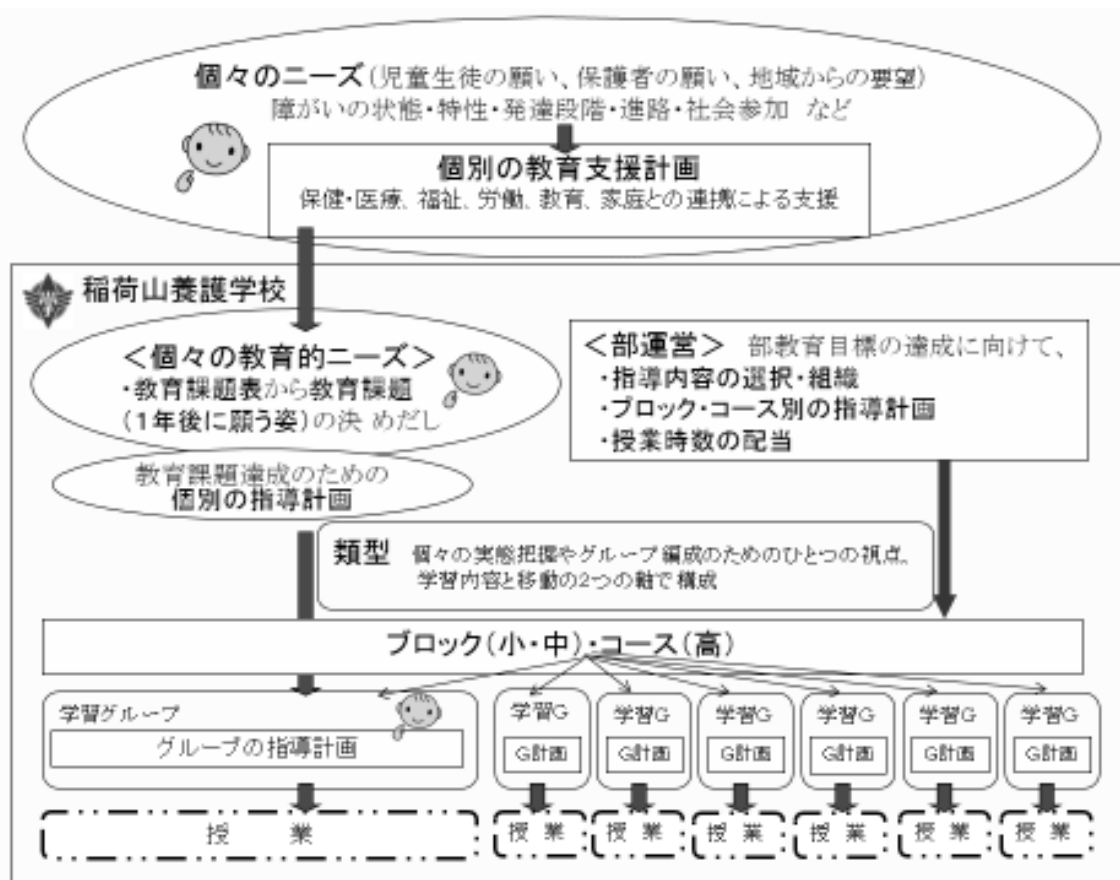 個々のニーズ(児童生徒の願い、保護者の願い、地域からの要望)
障がいの状態・特性・発達段階・進路・社会参加 など
個別の教育支援計画
保健・医療、福祉、労働、教育、家庭との連携による支援
稲荷山養護学校
<個々の教育的ニーズ>
・教育課題表から教育課題
(1年後に願う姿)の決 めだし
教育課題達成のための
個別の指導計画
<部運営> 部教育目標の達成に向けて、
・指導内容の選択・組織
・ブロック・コース別の指導計画
・授業時数の配当
類型 個々の実態把握やグループ編成のためのひとつの視点。
学習内容と移動の2つの軸で構成
ブロック(小・中)・コース(高)
学習グループ
グループの指導計画
授 業
学習G
G計画
授 業
学習G
G計画
授 業
学習G
G計画
授 業
学習G
G計画
授 業
学習G
G計画
授 業
学習G
G計画
授 業